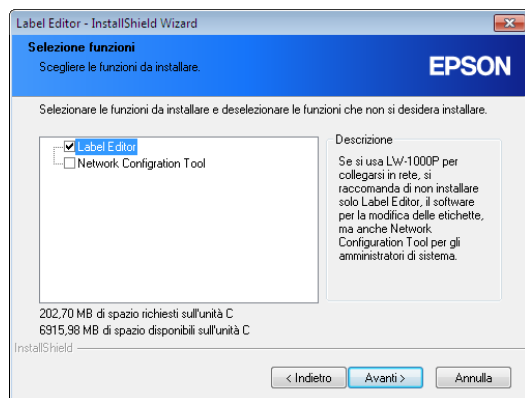 Label Editor - InstallShield Wizard
Selezione funzioni
Scegliere le funzioni da installare.
EPSON
Selezionare le funzioni da installare e deselezionare le funzioni che non si desidera installare.
Label Editor
Network Configration Tool
Descrizione
Se si usa LW-1000P per
collegarsi in rete, si
raccomanda di non installare
solo Label Editor, il software
per la modifica delle etichette,
ma anche Network
Configuration Tool per gli
amministratori di sistema.
202,70 MB di spazio richiesti sull'unità C
6915,98 MB di spazio disponibili sull'unità C
InstallShield
< Indietro
Avanti >
Annulla